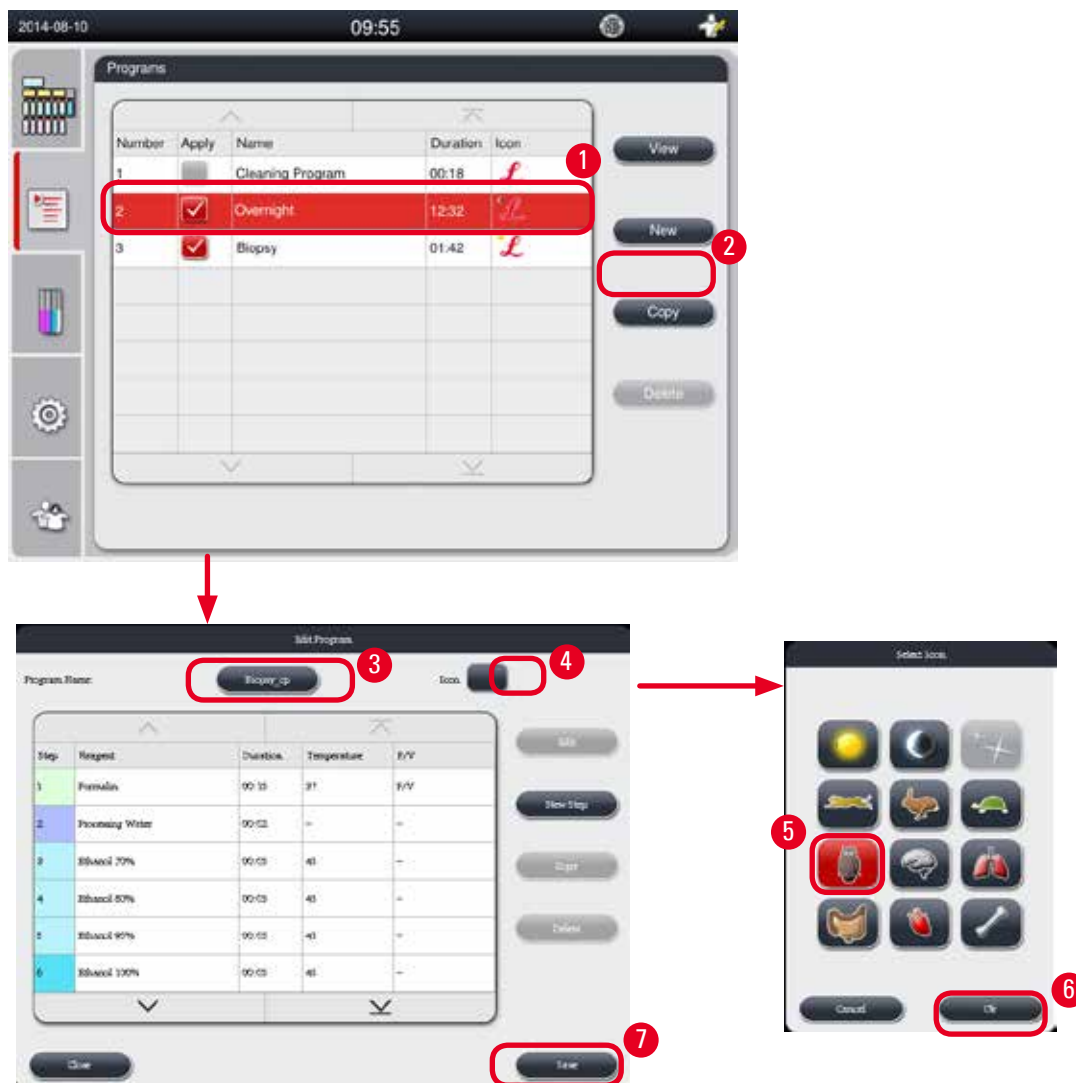 2014-08-10 09:55
Programs
Number Apply Name Duration Icon
1 Cleaning Program 00:18
2 Overnight 12:32
3 Biopsy 01:42
View
New
Copy
Delete
1
2
Edit Program
Program Name: Biopsy_cp Icon
3
4
Step Reagent Duration Temperature P/V
1 Formalin P/V
2 Processing Water 00:02 - -
3 Ethanol 70% 00:03 45 -
4 Ethanol 80% 00:03 45 -
5 Ethanol 95% 00:03 45 -
6 Ethanol 100% 00:03 45 -
Edit
New Step
Copy
Delete
Close
Save
7
Select Icon
5
Cancel
Ok
6